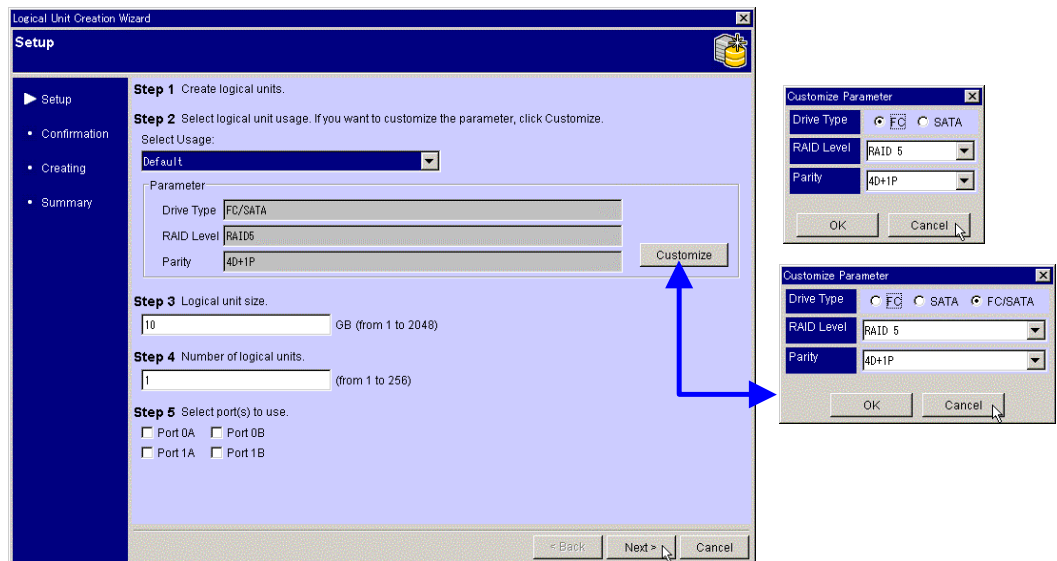 Logical Unit Creation Wizard
Setup
Setup
Confirmation
Creating
Summary
Step 1 Create logical units.
Step 2 Select logical unit usage. If you want to customize the parameter, click Customize.
Select Usage:
Default
Parameter
Drive Type FC/SATA
RAID Level RAID5
Parity 4D+1P
Customize
Step 3 Logical unit size.
10 GB (from 1 to 2048)
Step 4 Number of logical units.
1 (from 1 to 256)
Step 5 Select port(s) to use.
Port 0A Port 0B
Port 1A Port 1B
< Back Next > Cancel
Customize Parameter
Drive Type FC SATA
RAID Level RAID 5
Parity 4D+1P
OK Cancel
Customize Parameter
Drive Type FC SATA FC/SATA
RAID Level RAID 5
Parity 4D+1P
OK Cancel